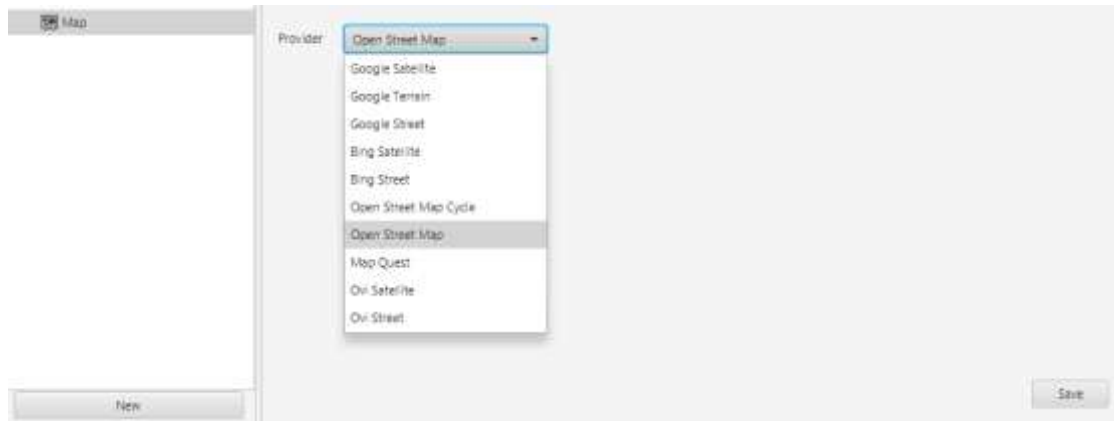 Map
Provider Open Street Map
Google Satellite
Google Terrain
Google Street
Bing Satellite
Bing Street
Open Street Map Cycle
Open Street Map
Map Quest
Ovi Satellite
Ovi Street
New
Save